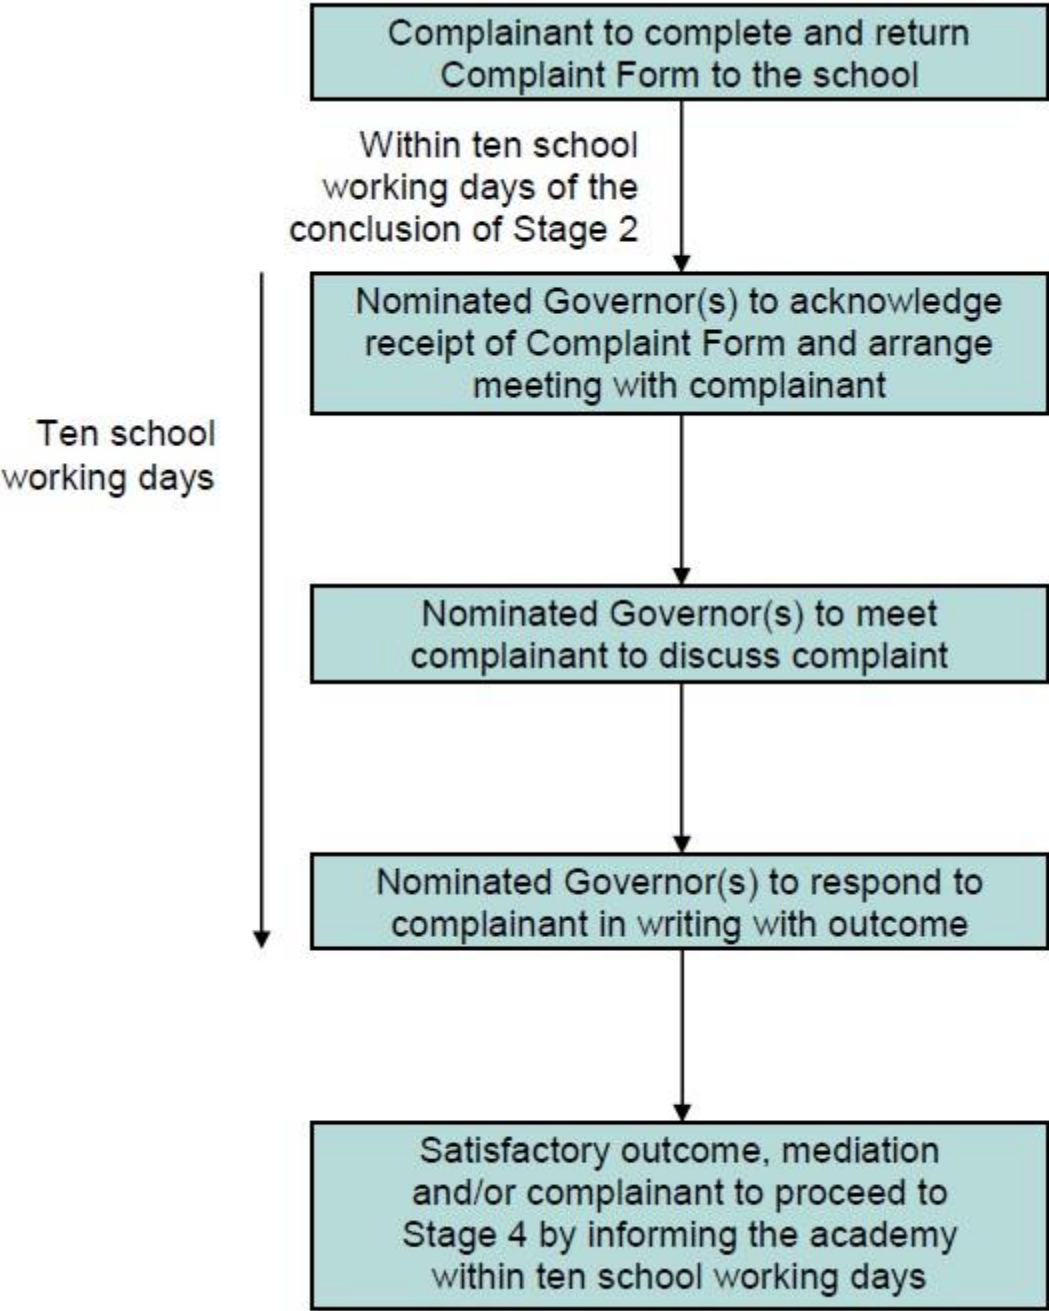 Complainant to complete and return
Complaint Form to the school
Within ten school
working days of the
conclusion of Stage 2
Nominated Governor(s) to acknowledge
receipt of Complaint Form and arrange
meeting with complainant
Ten school
working days
Nominated Governor(s) to meet
complainant to discuss complaint
Nominated Governor(s) to respond to
complainant in writing with outcome
Satisfactory outcome, mediation
and/or complainant to proceed to
Stage 4 by informing the academy
within ten school working days